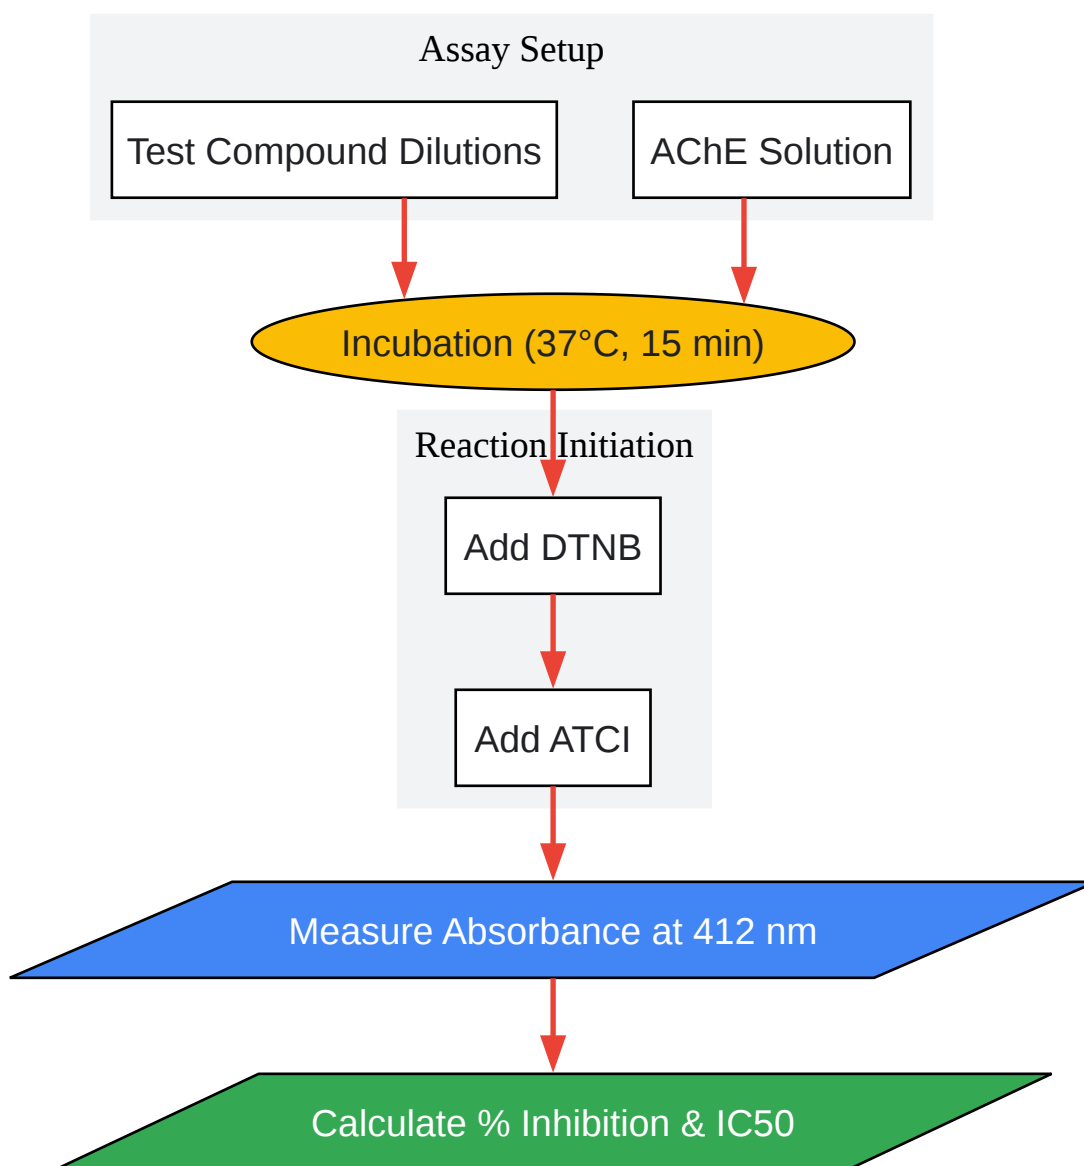 Assay Setup
Test Compound Dilutions
AChE Solution
Incubation (37°C, 15 min)
Reaction Initiation
Add DTNB
Add ATCI
Measure Absorbance at 412 nm
Calculate % Inhibition & IC50